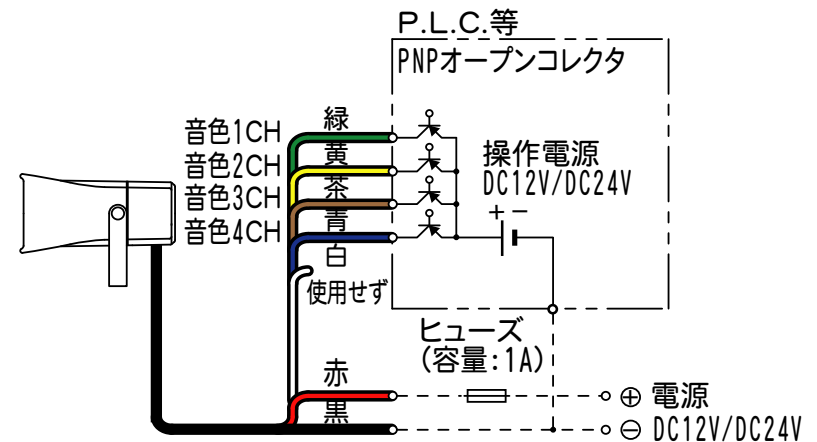 P.L.C.等
PNPオープンコレクタ
音色1CH
緑
音色2CH
黄
音色3CH
茶
音色4CH
青
白
使用せず
操作電源
DC12V/DC24V
+ -
ヒューズ
(容量:1A)
赤
黒
⊕ 電源
⊖ DC12V/DC24V